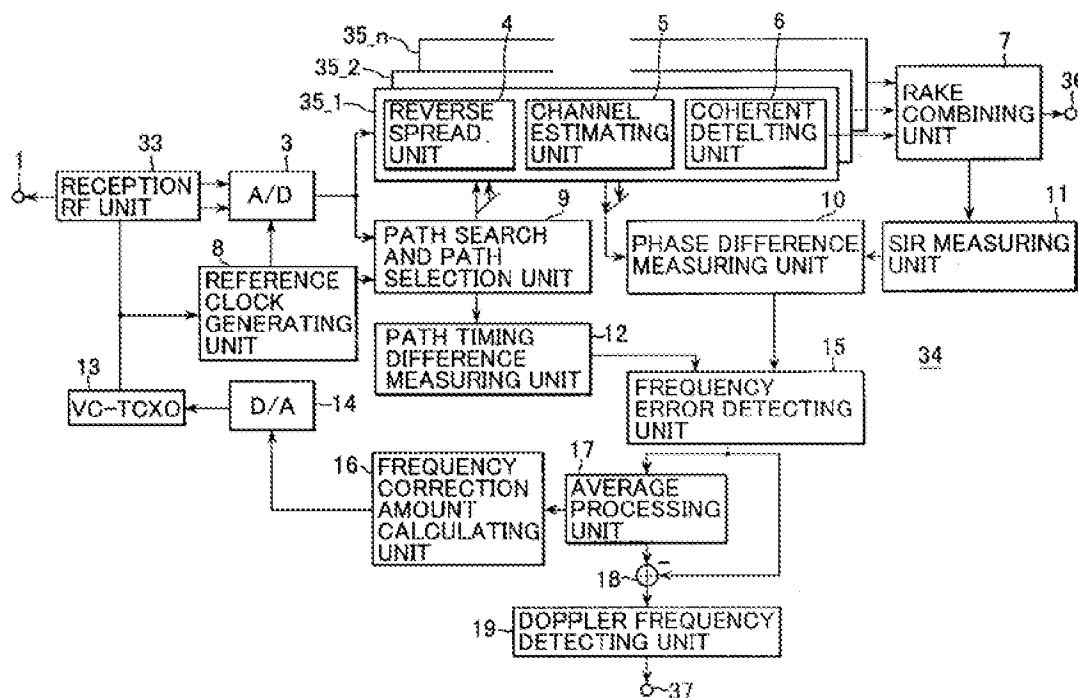 35_n
4
5
6
7
35_2
36
35_1
REVERSE
SPREAD
UNIT
CHANNEL
ESTIMATING
UNIT
COHERENT
DETELTING
UNIT
RAKE
COMBINING
UNIT
1
33
3
RECEPTION
RF UNIT
A/D
9
10
11
8
PATH SEARCH
AND PATH
SELECTION UNIT
PHASE DIFFERENCE
MEASURING UNIT
SIR MEASURING
UNIT
REFERENCE
CLOCK
GENERATING
UNIT
12
PATH TIMING
DIFFERENCE
MEASURING UNIT
15
34
13
VC-TCXO
D/A
14
FREQUENCY
ERROR DETECTING
UNIT
16
FREQUENCY
CORRECTION
AMOUNT
CALCULATING
UNIT
17
AVERAGE
PROCESSING
UNIT
18
-
19
DOPPLER FREQUENCY
DETECTING UNIT
37